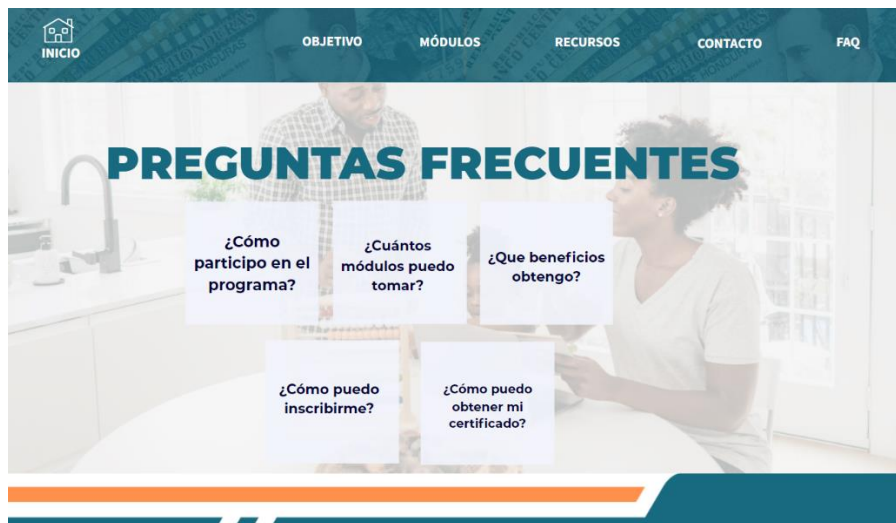 INICIO
OBJETIVO
MÓDULOS
RECURSOS
CONTACTO
FAQ
PREGUNTAS FRECUENTES
¿Cómo
participo en el
programa?
¿Cuántos
módulos puedo
tomar?
¿Que beneficios
obtengo?
¿Cómo puedo
inscribirme?
¿Cómo puedo
obtener mi
certificado?